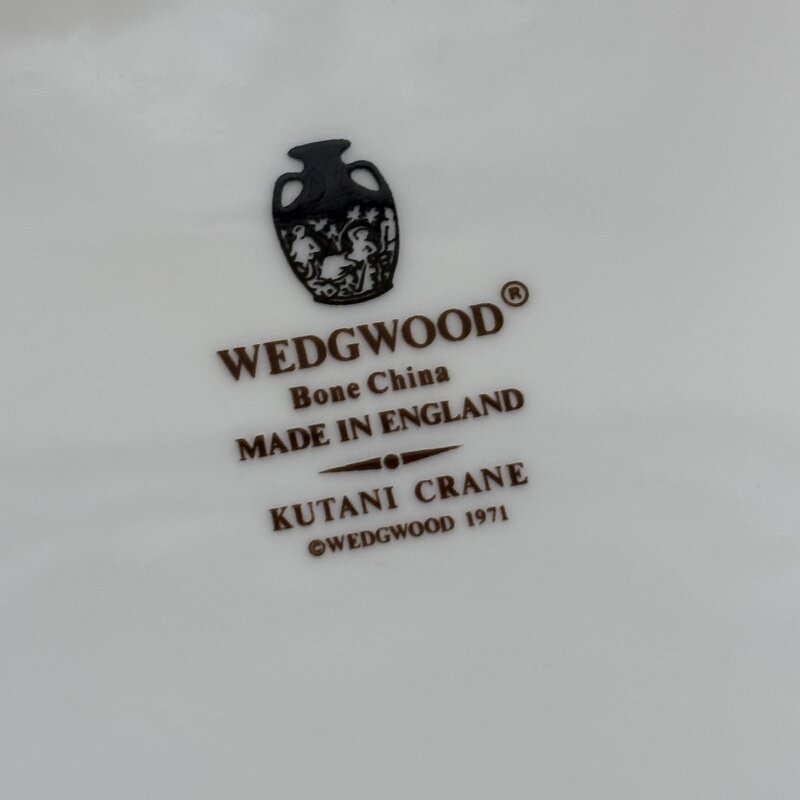 WEDGWOOD®
Bone China
MADE IN ENGLAND
KUTANI CRANE
©WEDGWOOD 1971